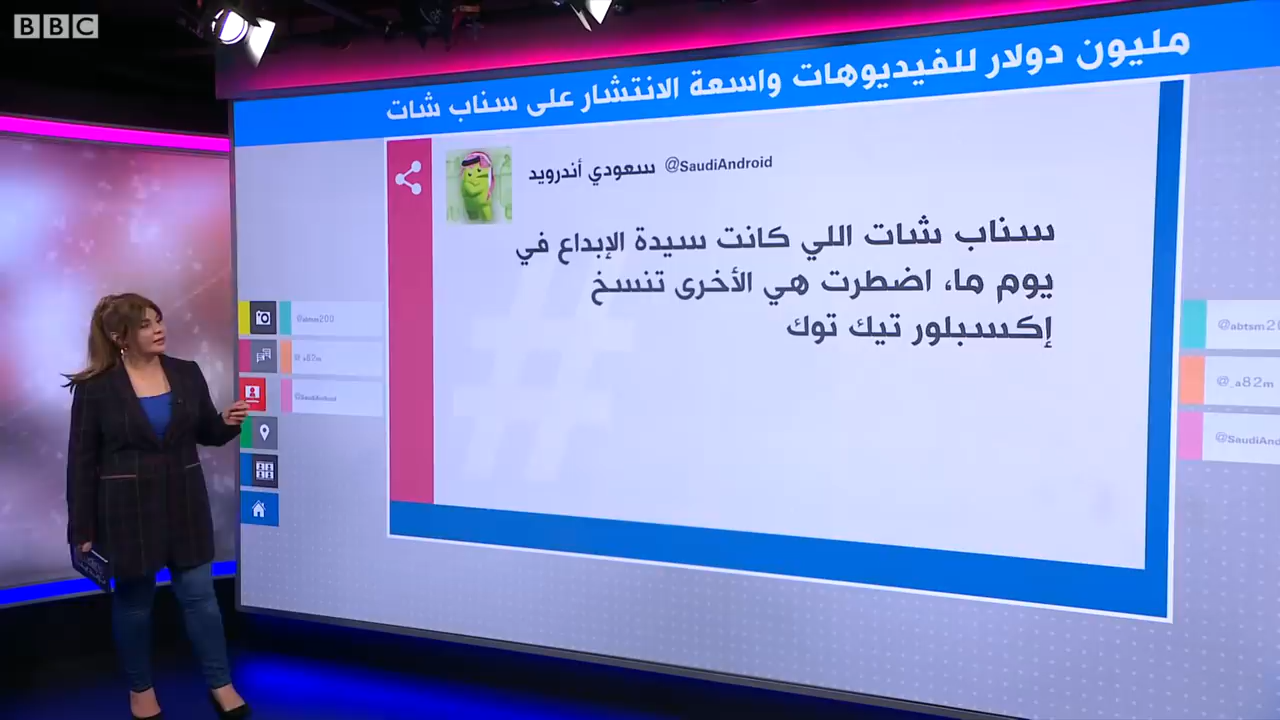 BBC
مليون دولار للفيديوهات واسعة الانتشار على سناب شات
سعودي أندرويد @SaudiAndroid
سناب شات اللي كانت سيدة الإبداع في
يوم ما، اضطرت هي الأخرى تنسخ
إكسبلور تيك توك
@_a82m
@SaudiAndroid
@_a82m